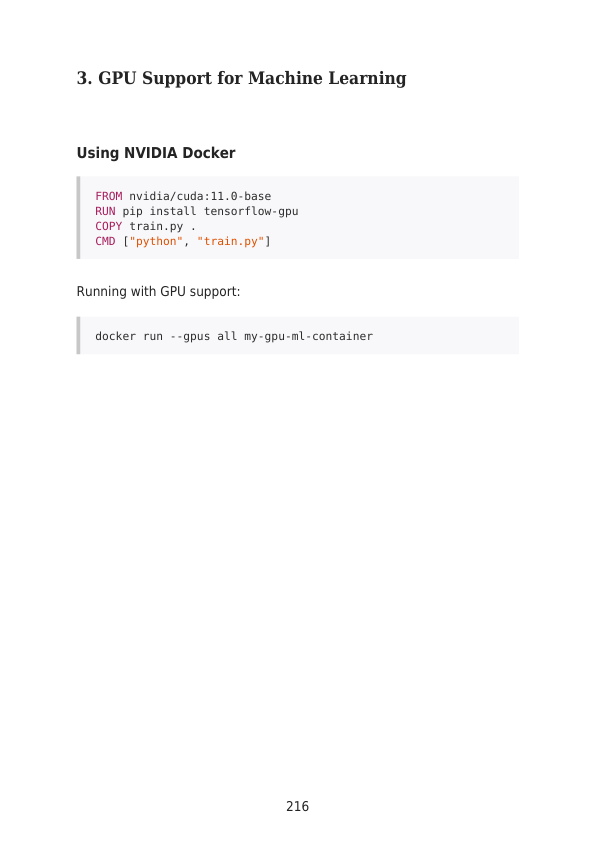 3. GPU Support for Machine Learning
Using NVIDIA Docker
FROM nvidia/cuda:11.0-base
RUN pip install tensorflow-gpu
COPY train.py .
CMD ["python", "train.py"]
Running with GPU support:
docker run --gpus all my-gpu-ml-container
216